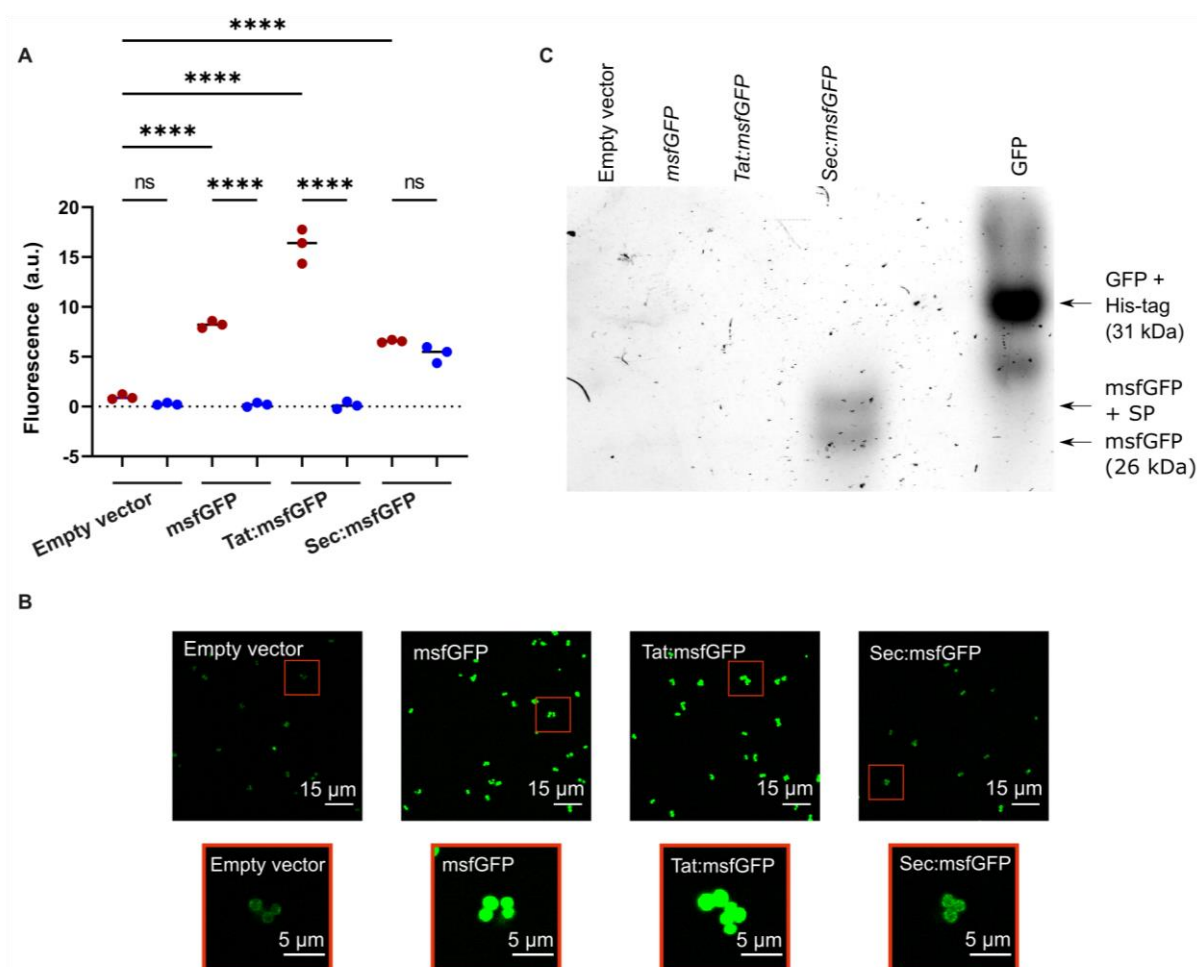 A
****
****
****
ns
****
****
ns
20
15
10
5
0
-5
Fluorescence (a.u.)
Empty vector
msfGFP
Tat:msfGFP
Sec:msfGFP
C
Empty vector
msfGFP
Tat:msfGFP
Sec:msfGFP
GFP
GFP +
His-tag
(31 kDa)
msfGFP
+ SP
msfGFP
(26 kDa)
B
Empty vector
15 µm
msfGFP
15 µm
Tat:msfGFP
15 µm
Sec:msfGFP
15 µm
Empty vector
5 µm
msfGFP
5 µm
Tat:msfGFP
5 µm
Sec:msfGFP
5 µm